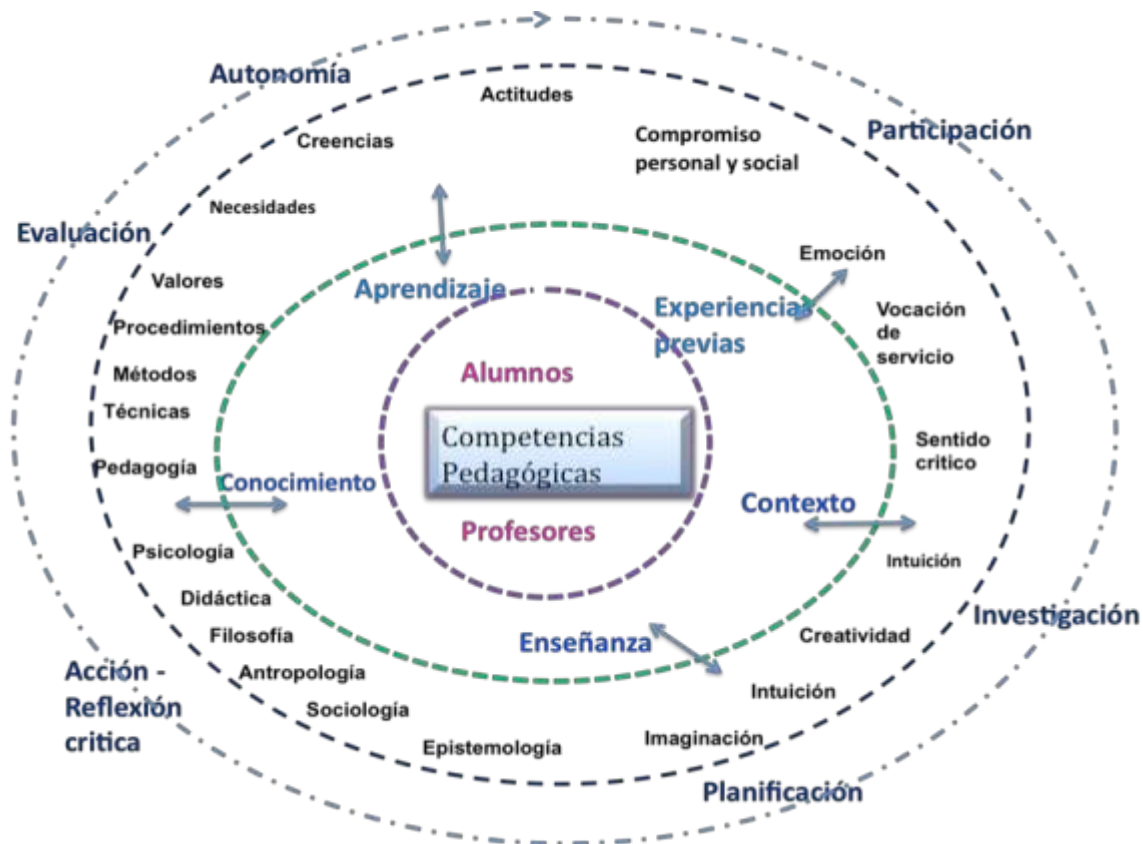 Autonomía
Actitudes
Participación
Creencias
Compromiso
personal y social
Necesidades
Evaluación
Emoción
Valores
Aprendizaje
Experiencias
previas
Vocación
de
servicio
Procedimientos
Métodos
Alumnos
Técnicas
Competencias
Pedagógicas
Sentido
critico
Pedagogía
Conocimiento
Contexto
Profesores
Psicología
Intuición
Didáctica
Investigación
Filosofía
Enseñanza
Creatividad
Acción -
Reflexión
critica
Antropología
Intuición
Sociología
Imaginación
Epistemología
Planificación